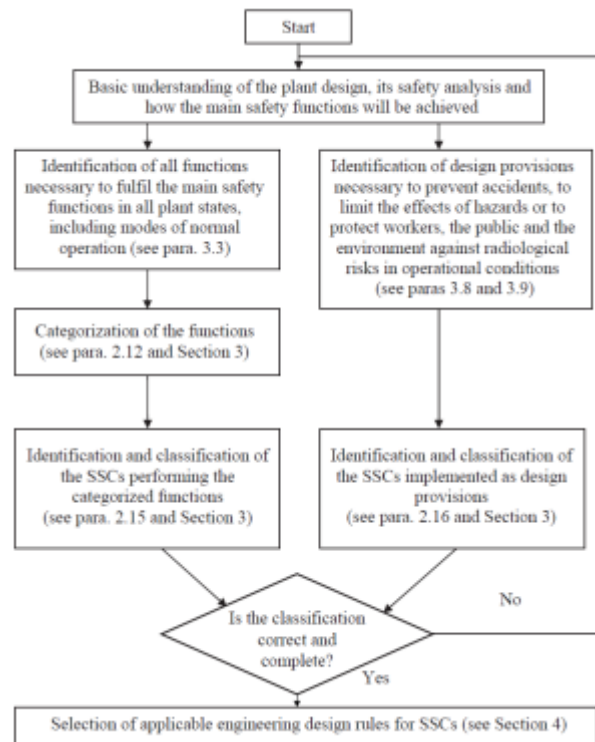 Start
Basic understanding of the plant design, its safety analysis and
how the main safety functions will be achieved
Identification of all functions
necessary to fulfil the main safety
functions in all plant states,
including modes of normal
operation (see para. 3.3)
Identification of design provisions
necessary to prevent accidents, to
limit the effects of hazards or to
protect workers, the public and the
environment against radiological
risks in operational conditions
(see paras 3.8 and 3.9)
Categorization of the functions
(see para. 2.12 and Section 3)
Identification and classification of
the SSCs performing the
categorized functions
(see para. 2.15 and Section 3)
Identification and classification of
the SSCs implemented as design
provisions
(see para. 2.16 and Section 3)
Is the classification
correct and
complete?
No
Yes
Selection of applicable engineering design rules for SSCs (see Section 4)